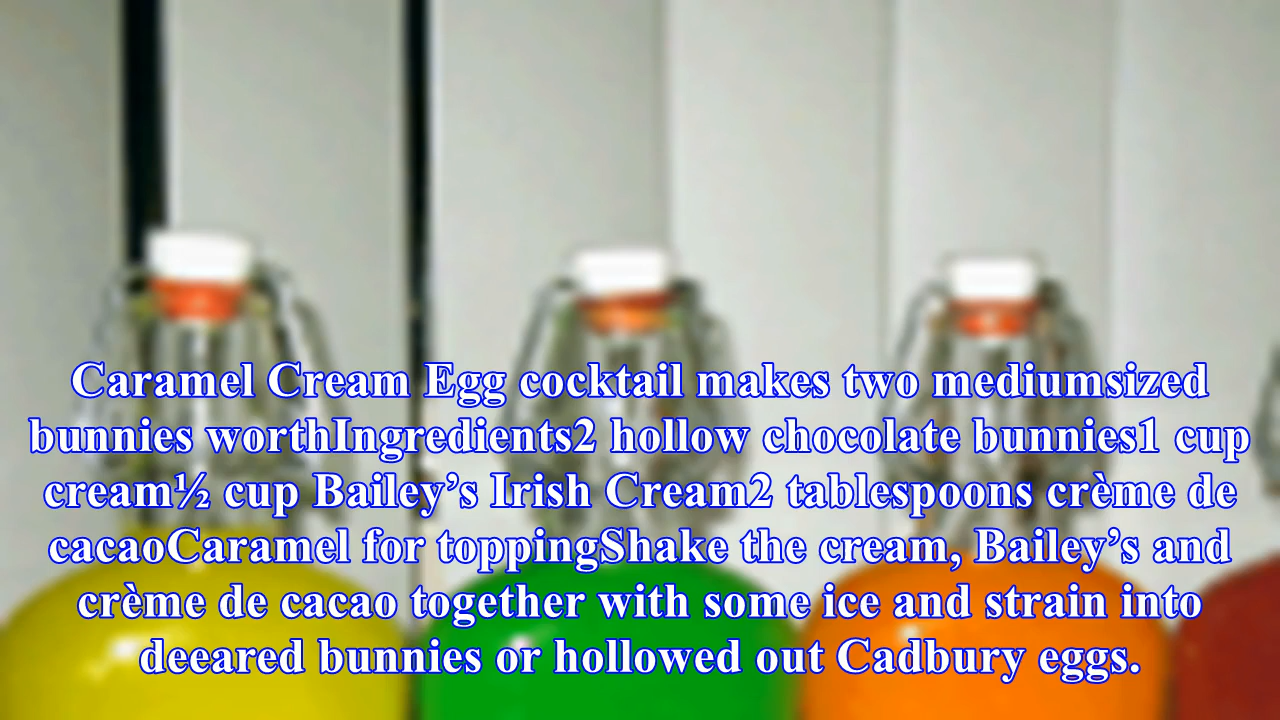 Caramel Cream Egg cocktail makes two mediumsized
bunnies worthIngredients2 hollow chocolate bunnies1 cup
cream½ cup Bailey’s Irish Cream2 tablespoons crème de
cacaoCaramel for toppingShake the cream, Bailey’s and
crème de cacao together with some ice and strain into
deeared bunnies or hollowed out Cadbury eggs.